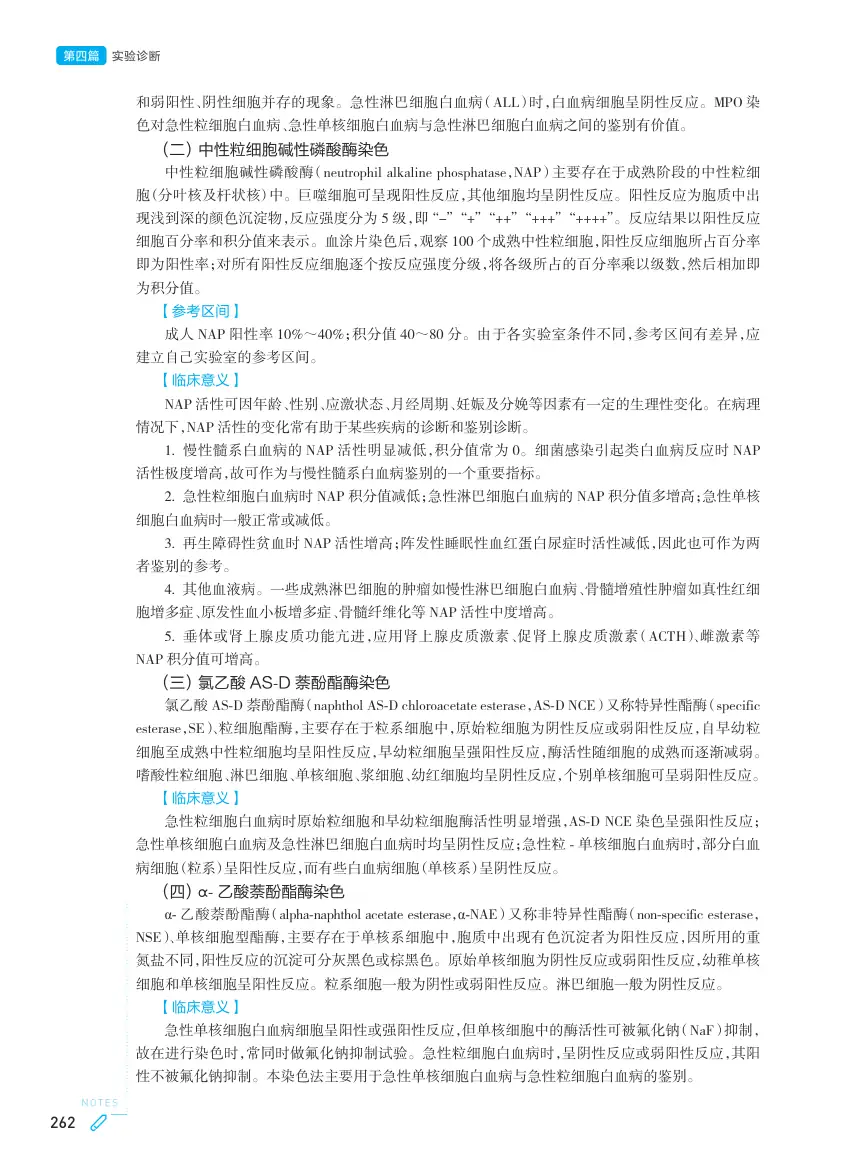 第四篇 实验诊断
和弱阳性、阴性细胞并存的现象。急性淋巴细胞白血病(ALL)时,白血病细胞呈阴性反应。MPO 染
色对急性粒细胞白血病、急性单核细胞白血病与急性淋巴细胞白血病之间的鉴别有价值。
(二) 中性粒细胞碱性磷酸酶染色
中性粒细胞碱性磷酸酶(neutrophil alkaline phosphatase,NAP)主要存在于成熟阶段的中性粒细
胞(分叶核及杆状核)中。巨噬细胞可呈现阳性反应,其他细胞均呈阴性反应。阳性反应为胞质中出
现浅到深的颜色沉淀物,反应强度分为 5 级,即 “–” “+” “++” “+++” “++++”。反应结果以阳性反应
细胞百分率和积分值来表示。血涂片染色后,观察 100 个成熟中性粒细胞,阳性反应细胞所占百分率
即为阳性率;对所有阳性反应细胞逐个按反应强度分级,将各级所占的百分率乘以级数,然后相加即
为积分值。
【参考区间】
成人 NAP 阳性率 10%～40%;积分值 40～80 分。由于各实验室条件不同,参考区间有差异,应
建立自己实验室的参考区间。
【临床意义】
NAP 活性可因年龄、性别、应激状态、月经周期、妊娠及分娩等因素有一定的生理性变化。在病理
情况下,NAP 活性的变化常有助于某些疾病的诊断和鉴别诊断。
1. 慢性髓系白血病的 NAP 活性明显减低,积分值常为 0。细菌感染引起类白血病反应时 NAP
活性极度增高,故可作为与慢性髓系白血病鉴别的一个重要指标。
2. 急性粒细胞白血病时 NAP 积分值减低;急性淋巴细胞白血病的 NAP 积分值多增高;急性单核
细胞白血病时一般正常或减低。
3. 再生障碍性贫血时 NAP 活性增高;阵发性睡眠性血红蛋白尿症时活性减低,因此也可作为两
者鉴别的参考。
4. 其他血液病。一些成熟淋巴细胞的肿瘤如慢性淋巴细胞白血病、骨髓增殖性肿瘤如真性红细
胞增多症、原发性血小板增多症、骨髓纤维化等 NAP 活性中度增高。
5. 垂体或肾上腺皮质功能亢进,应用肾上腺皮质激素、促肾上腺皮质激素(ACTH)、雌激素等
NAP 积分值可增高。
(三) 氯乙酸 AS-D 萘酚酯酶染色
氯乙酸 AS-D 萘酚酯酶(naphthol AS-D chloroacetate esterase,AS-D NCE)又称特异性酯酶(specific
esterase,SE)、粒细胞酯酶,主要存在于粒系细胞中,原始粒细胞为阴性反应或弱阳性反应,自早幼粒
细胞至成熟中性粒细胞均呈阳性反应,早幼粒细胞呈强阳性反应,酶活性随细胞的成熟而逐渐减弱。
嗜酸性粒细胞、淋巴细胞、单核细胞、浆细胞、幼红细胞均呈阴性反应,个别单核细胞可呈弱阳性反应。
【临床意义】
急性粒细胞白血病时原始粒细胞和早幼粒细胞酶活性明显增强,AS-D NCE 染色呈强阳性反应;
急性单核细胞白血病及急性淋巴细胞白血病时均呈阴性反应;急性粒 - 单核细胞白血病时,部分白血
病细胞(粒系)呈阳性反应,而有些白血病细胞(单核系)呈阴性反应。
(四) α- 乙酸萘酚酯酶染色
α- 乙酸萘酚酯酶(alpha-naphthol acetate esterase,α-NAE)又称非特异性酯酶(non-specific esterase,
NSE)、单核细胞型酯酶,主要存在于单核系细胞中,胞质中出现有色沉淀者为阳性反应,因所用的重
氮盐不同,阳性反应的沉淀可分灰黑色或棕黑色。原始单核细胞为阴性反应或弱阳性反应,幼稚单核
细胞和单核细胞呈阳性反应。粒系细胞一般为阴性或弱阳性反应。淋巴细胞一般为阴性反应。
【临床意义】
急性单核细胞白血病细胞呈阳性或强阳性反应,但单核细胞中的酶活性可被氟化钠(NaF)抑制,
故在进行染色时,常同时做氟化钠抑制试验。急性粒细胞白血病时,呈阴性反应或弱阳性反应,其阳
性不被氟化钠抑制。本染色法主要用于急性单核细胞白血病与急性粒细胞白血病的鉴别。
NOTES
262